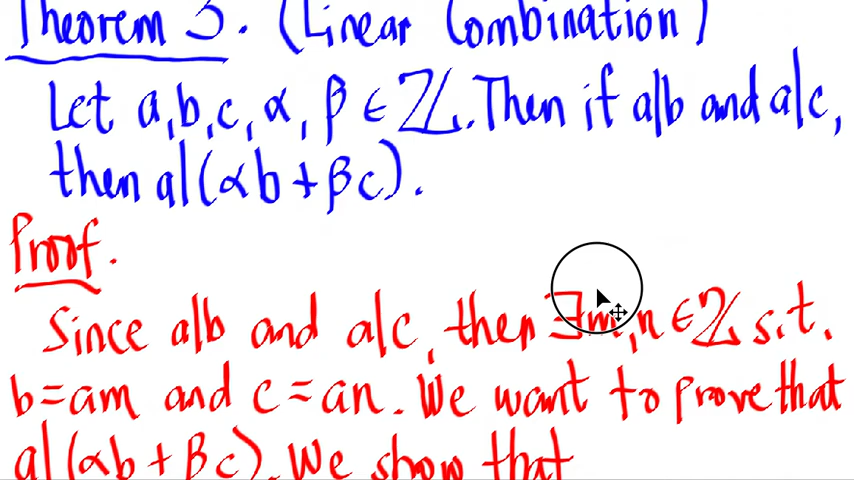 Theorem 3. (Linear Combination)
Let a,b,c,α,β∈ℤ. Then if a|b and a|c,
then a|(αb+βc).
Proof.
Since a|b and a|c, then ∃m,n∈ℤ s.t.
b=am and c=an. We want to prove that
a|(αb+βc). We show that